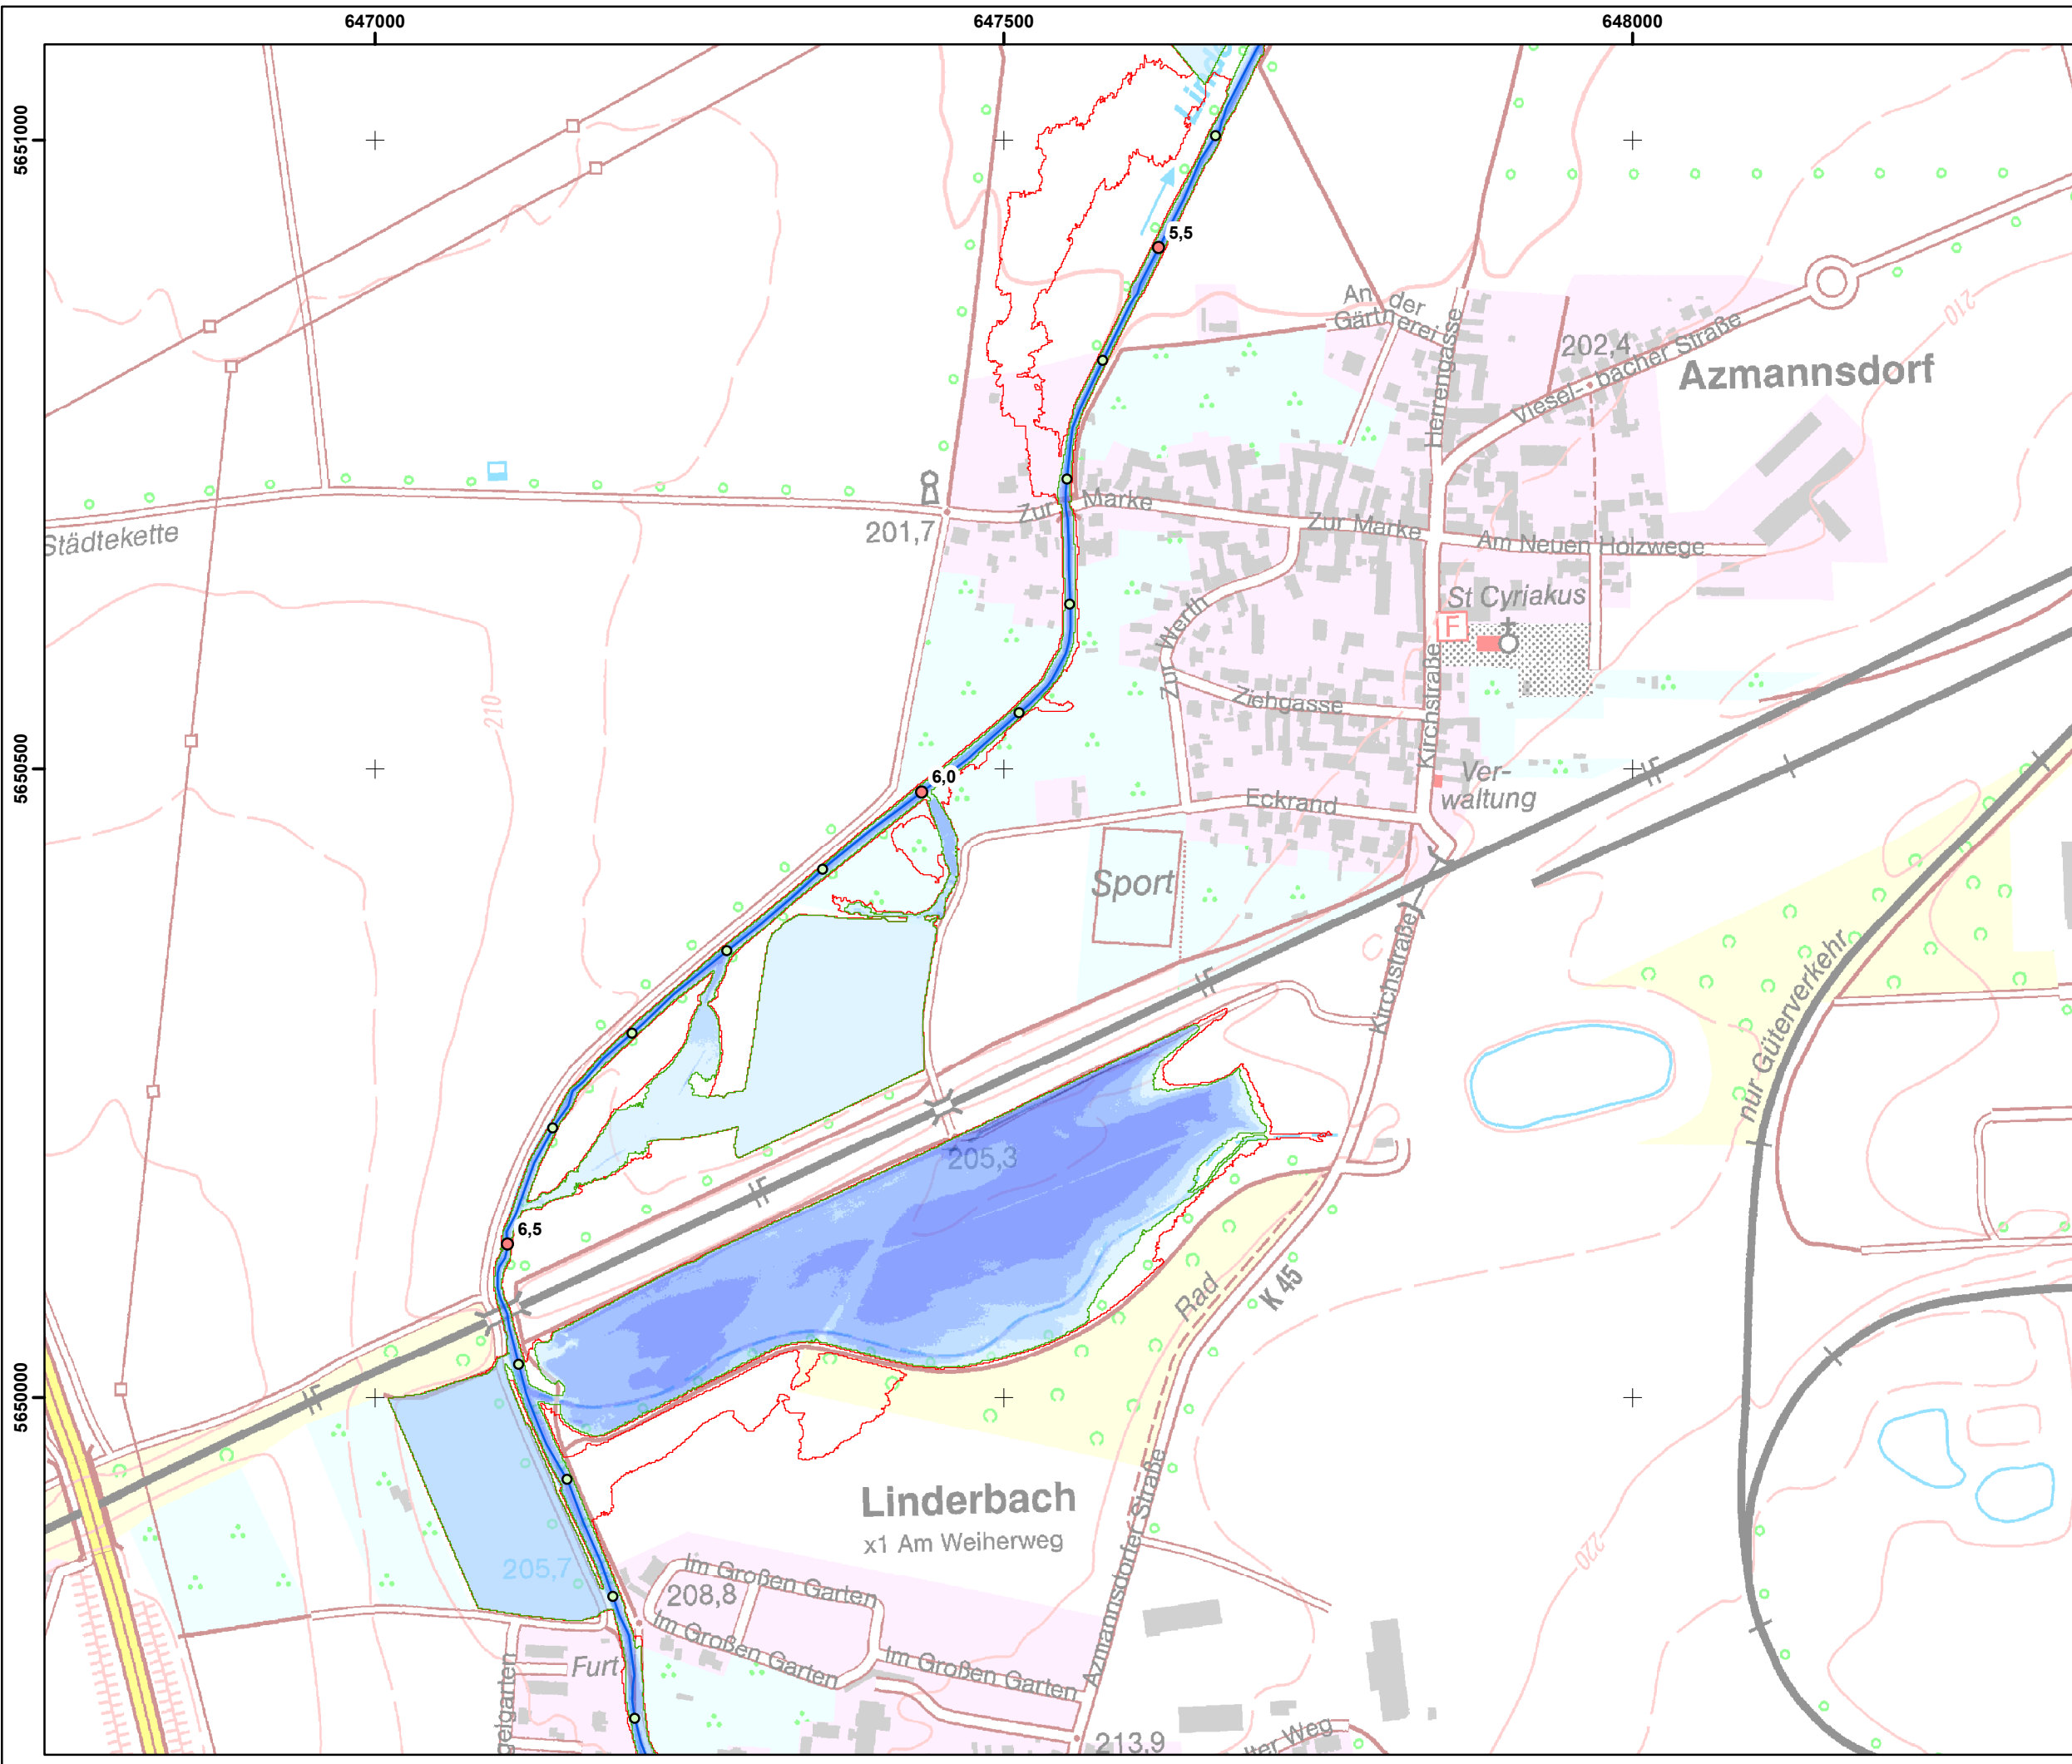 647000
647500
648000
5651000
5650500
5650000
5,5
An der
Gärtnerei
Herrengasse
202,4
Viesel- bacher Straße
Azmannsdorf
210
Städtekette
201,7
Zur Marke
Zur Marke
Am Neuen Holzwege
St Cyriakus
F
Zur Werth
Ziehgasse
Kirchstraße
210
6,0
Eckrand
Ver-
waltung
Sport
Kirchstraße
nur Güterverkehr
205,3
6,5
Rad
K 45
Linderbach
x1 Am Weiherweg
Azmannsdorfer Straße
220
205,7
Im Großen Garten
208,8
Im Großen Garten
Im Großen Garten
Furt
213,9